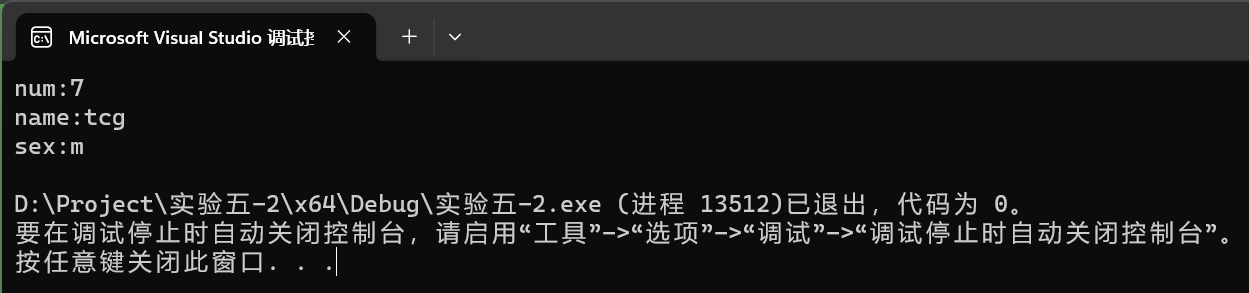 Microsoft Visual Studio 调试
num:7
name:tcg
sex:m
D:\Project\实验五-2\x64\Debug\实验五-2.exe (进程 13512)已退出，代码为 0。
要在调试停止时自动关闭控制台，请启用“工具”->“选项”->“调试”->“调试停止时自动关闭控制台”。
按任意键关闭此窗口. . .